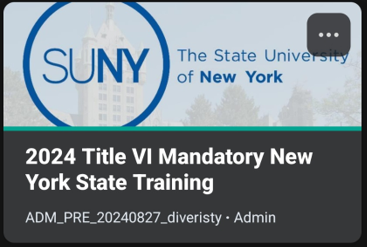 SUNY
The State University
of New York
2024 Title VI Mandatory New
York State Training
ADM_PRE_20240827_diveristy • Admin